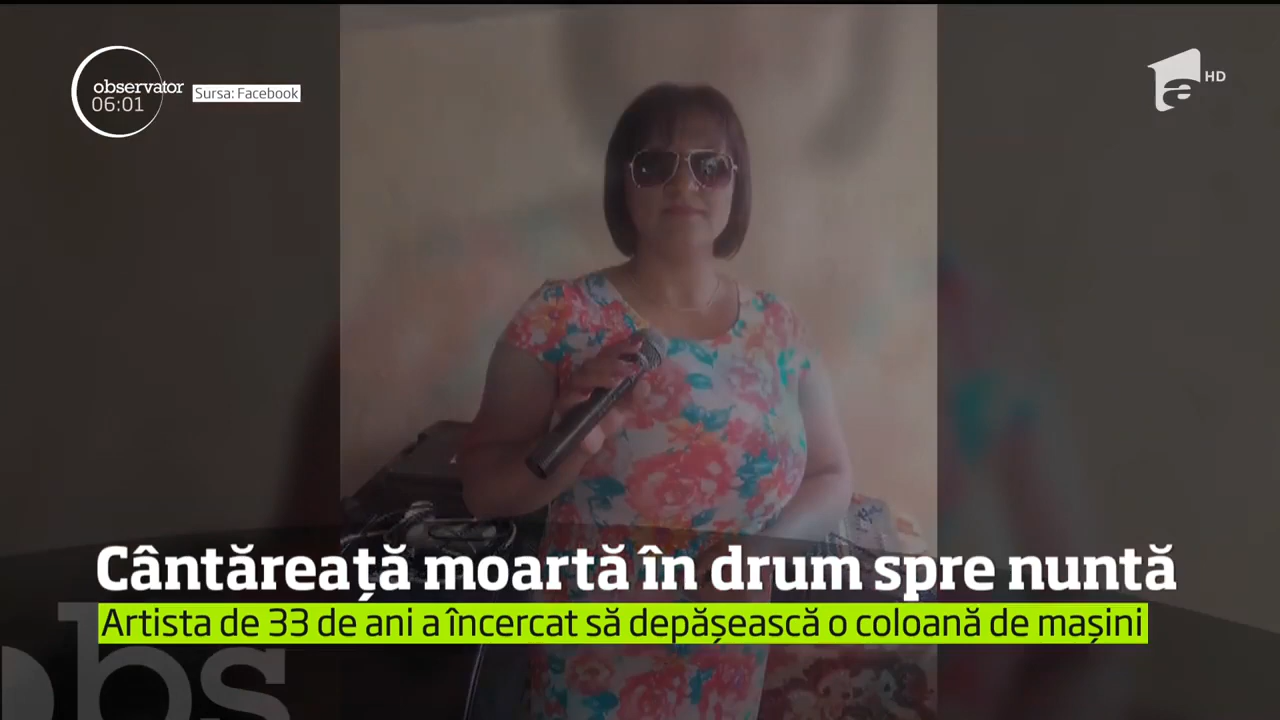 observator
06:01
Sursa: Facebook
a HD
Cântăreață moartă în drum spre nuntă
Artista de 33 de ani a încercat să depășească o coloană de mașini
obs